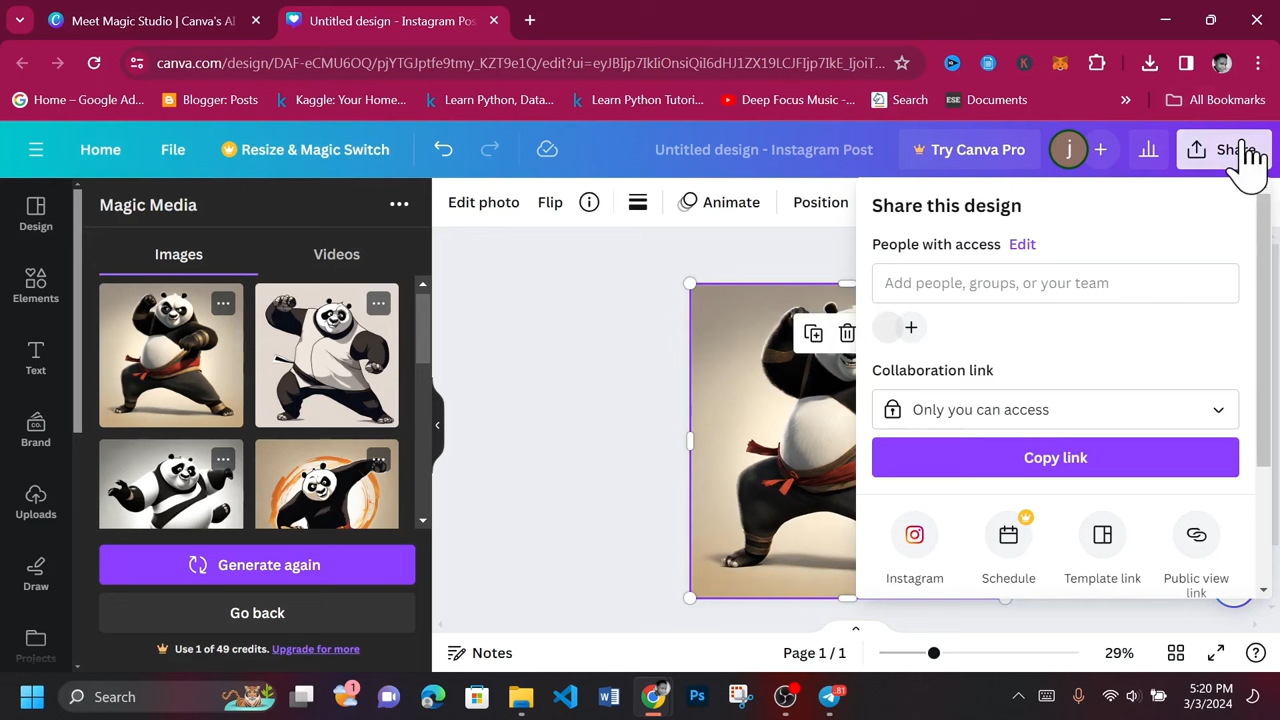 Meet Magic Studio | Canva's AI
Untitled design - Instagram Pos
canva.com/design/DAF-eCMU6OQ/pjYTGJptfe9tmy_KZT9e1Q/edit?ui=eyJBIjp7IkIiOnsiQiI6dHJ1ZX19LCJFIjp7IkE_IjoiT...
Home – Google Ad...
Blogger: Posts
Kaggle: Your Home...
Learn Python, Data...
Learn Python Tutori...
Deep Focus Music -...
Search
ESE Documents
All Bookmarks
Home
File
Resize & Magic Switch
Untitled design - Instagram Post
Try Canva Pro
j
Share
Design
Elements
Text
Brand
Uploads
Draw
Projects
Magic Media
Images
Videos
Generate again
Go back
Use 1 of 49 credits. Upgrade for more
Edit photo
Flip
Animate
Position
Share this design
People with access Edit
Add people, groups, or your team
Collaboration link
Only you can access
Copy link
Instagram
Schedule
Template link
Public view
link
Notes
Page 1 / 1
29%
Search
1
Ps
81
5:20 PM
3/3/2024